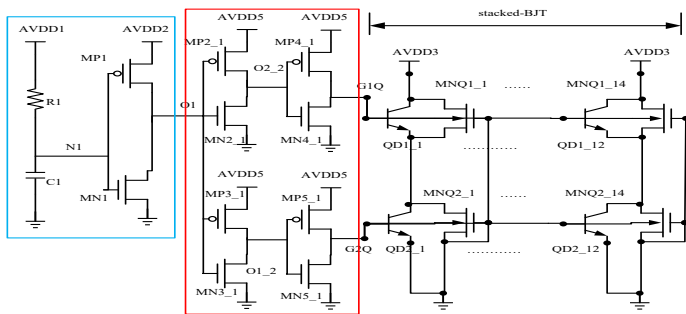 stacked-BJT
AVDD1
AVDD2
AVDD5
AVDD5
AVDD3
AVDD3
MP1
MP2_1
MP4_1
MNQ1_1
......
MNQ1_14
O2_2
G1Q
R1
O1
N1
MN2_1
MN4_1
QD1_1
............
QD1_12
C1
AVDD5
AVDD5
MN1
MP3_1
MP5_1
MNQ2_1
......
MNQ2_14
G2Q
QD2_1
............
QD2_12
O1_2
MN3_1
MN5_1